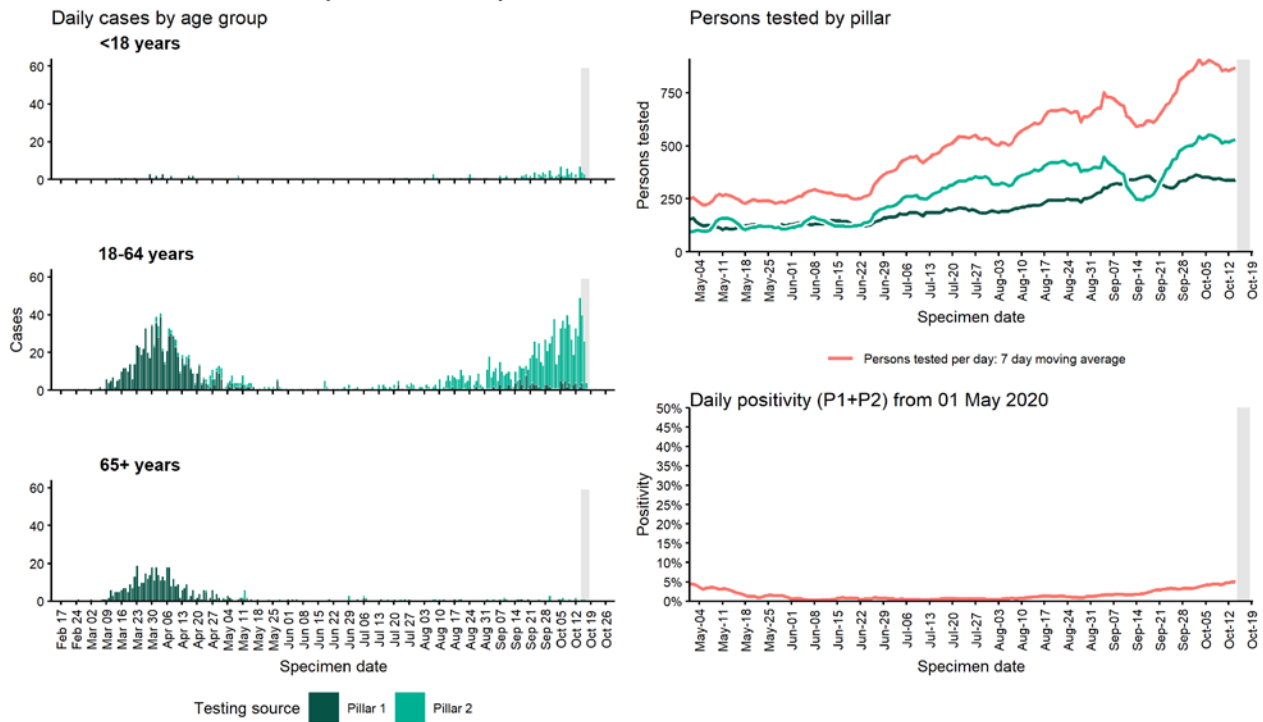 Daily cases by age group
<18 years
60
40
20
0
18-64 years
60
40
20
0
Cases
65+ years
60
40
20
0
Feb 17
Feb 24
Mar 02
Mar 09
Mar 16
Mar 23
Mar 30
Apr 06
Apr 13
Apr 20
Apr 27
May 04
May 11
May 18
May 25
Jun 01
Jun 08
Jun 15
Jun 22
Jun 29
Jul 06
Jul 13
Jul 20
Jul 27
Aug 03
Aug 10
Aug 17
Aug 24
Aug 31
Sep 07
Sep 14
Sep 21
Sep 28
Oct 05
Oct 12
Oct 19
Oct 26
Specimen date
Testing source Pillar 1 Pillar 2
Persons tested by pillar
Persons tested
750
500
250
0
May-04
May-11
May-18
May-25
Jun-01
Jun-08
Jun-15
Jun-22
Jun-29
Jul-06
Jul-13
Jul-20
Jul-27
Aug-03
Aug-10
Aug-17
Aug-24
Aug-31
Sep-07
Sep-14
Sep-21
Sep-28
Oct-05
Oct-12
Oct-19
Specimen date
Persons tested per day: 7 day moving average
Daily positivity (P1+P2) from 01 May 2020
Positivity
50%
45%
40%
35%
30%
25%
20%
15%
10%
5%
0%
May-04
May-11
May-18
May-25
Jun-01
Jun-08
Jun-15
Jun-22
Jun-29
Jul-06
Jul-13
Jul-20
Jul-27
Aug-03
Aug-10
Aug-17
Aug-24
Aug-31
Sep-07
Sep-14
Sep-21
Sep-28
Oct-05
Oct-12
Oct-19
Specimen date